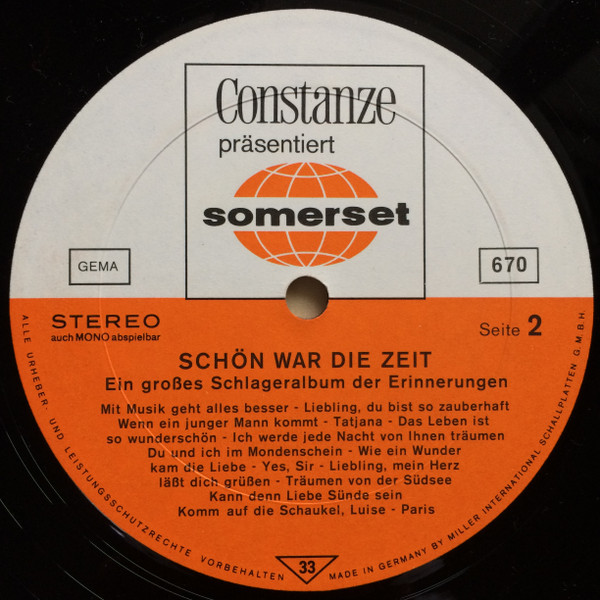 Constanze
präsentiert
somerset
GEMA
670
STEREO
auch MONO abspielbar
Seite 2
SCHÖN WAR DIE ZEIT
Ein großes Schlageralbum der Erinnerungen
Mit Musik geht alles besser - Liebling, du bist so zauberhaft
Wenn ein junger Mann kommt - Tatjana - Das Leben ist
so wunderschön - Ich werde jede Nacht von Ihnen träumen
Du und ich im Mondenschein - Wie ein Wunder
kam die Liebe - Yes, Sir - Liebling, mein Herz
läßt dich grüßen - Träumen von der Südsee
Kann denn Liebe Sünde sein
Komm auf die Schaukel, Luise - Paris
33
ALLE URHEBER- UND LEISTUNGSSCHUTZRECHTE VORBEHALTEN
MADE IN GERMANY BY MILLER INTERNATIONAL SCHALLPLATTEN G.M.B.H.